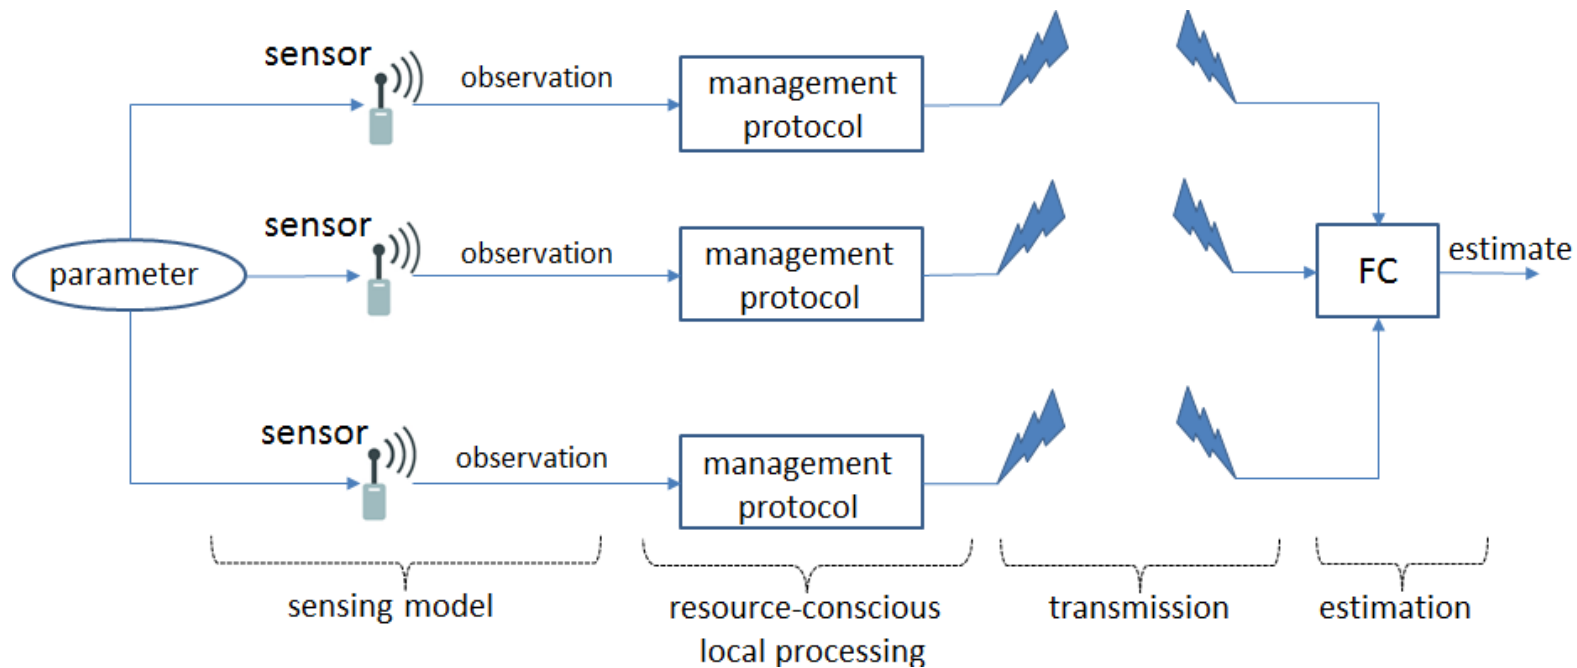 sensor
observation
management
protocol
sensor
observation
management
protocol
parameter
FC
estimate
sensor
observation
management
protocol
sensing model
resource-conscious
local processing
transmission
estimation